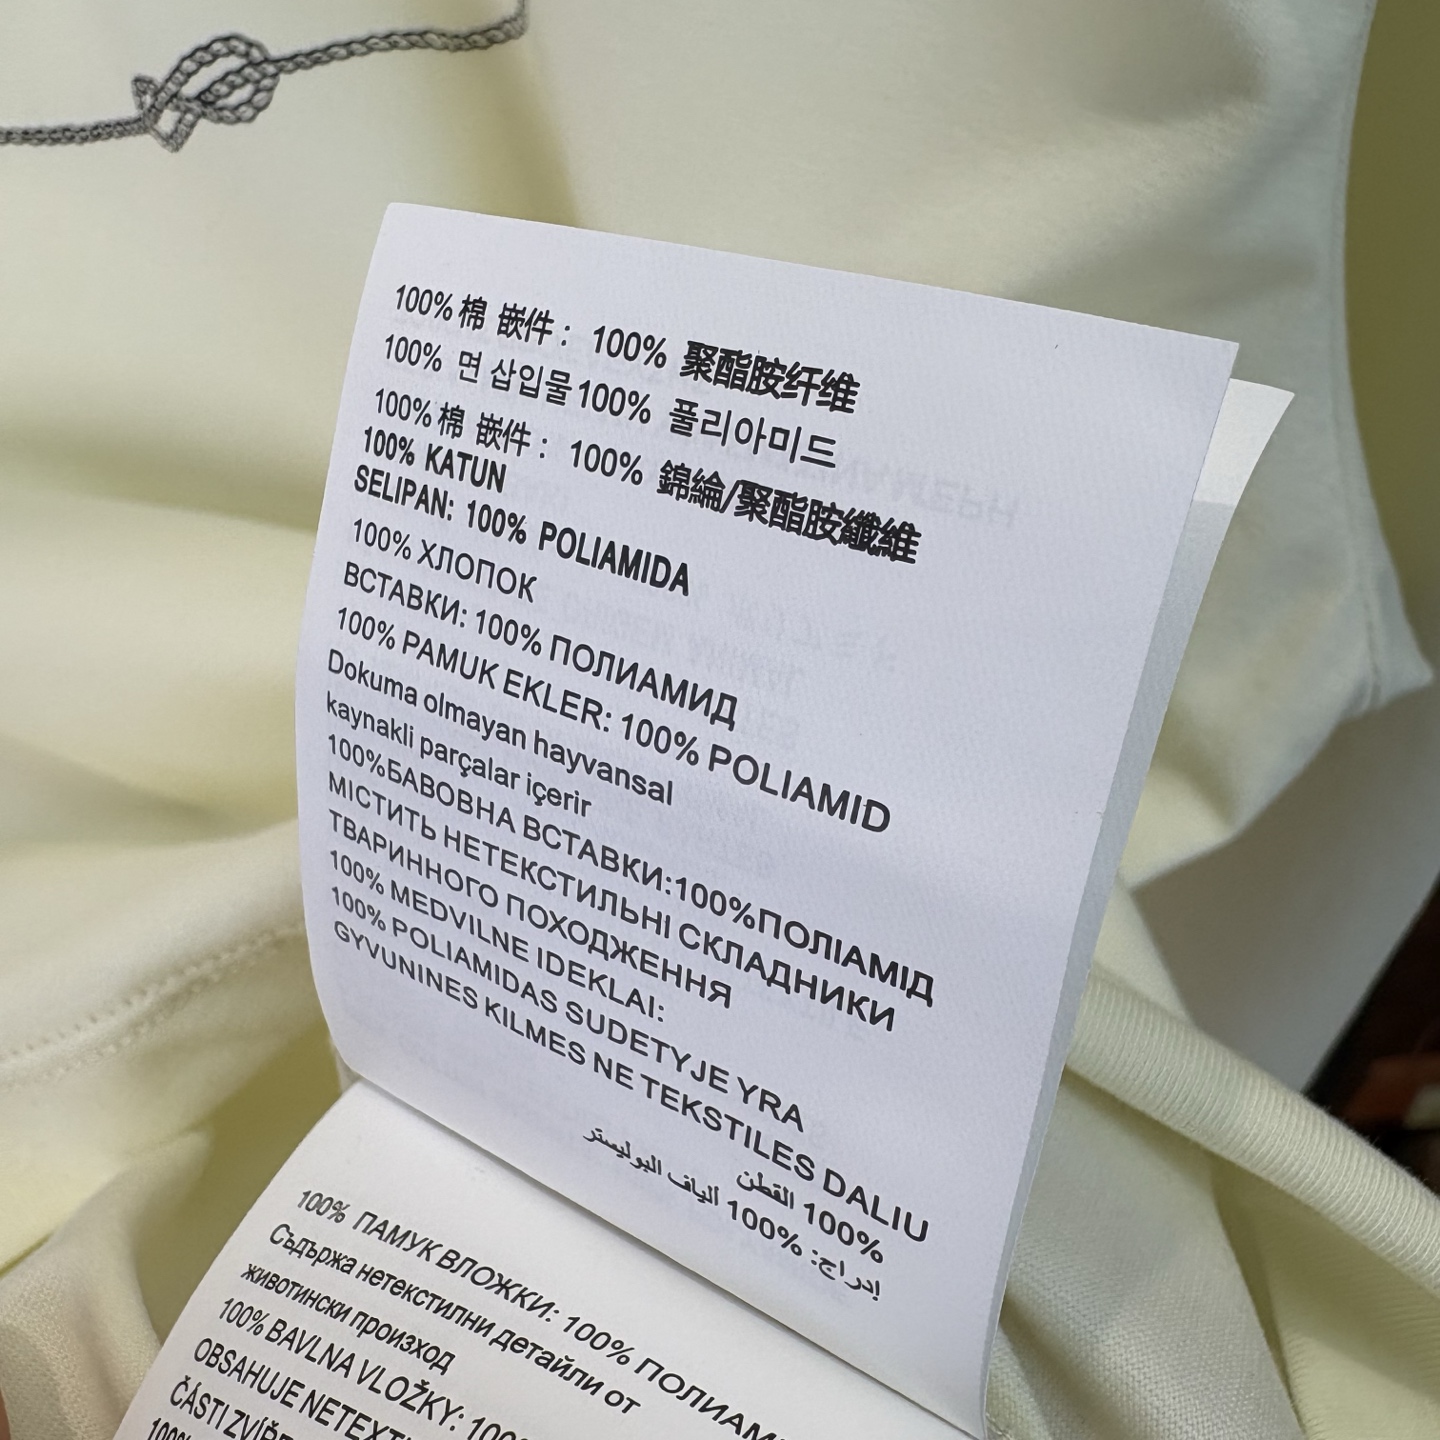 100% 棉 嵌件： 100% 聚酯胺纤维
100% 면 삽입물 100% 폴리아미드
100% 棉 嵌件： 100% 錦綸/聚酯胺纖維
100% KATUN
SELIPAN: 100% POLIAMIDA
100% ХЛОПОК
ВСТАВКИ: 100% ПОЛИАМИД
100% PAMUK EKLER: 100% POLIAMID
Dokuma olmayan hayvansal
kaynakli parçalar içerir
100%БАВОВНА ВСТАВКИ:100%ПОЛІАМІД
МІСТИТЬ НЕТЕКСТИЛЬНІ СКЛАДНИКИ
ТВАРИННОГО ПОХОДЖЕННЯ
100% MEDVILNE IDEKLAI:
100% POLIAMIDAS SUDETYJE YRA
GYVUNINES KILMES NE TEKSTILES DALIU
100% القطن
إدراج: 100% ألياف البوليستر
100% ПАМУК ВЛОЖКИ: 100%
Съдържа нетекстилни детайли от
животински произход
100% BAVLNA VLOŽKY:
OBSAHUJE
ČÁSTI
100%